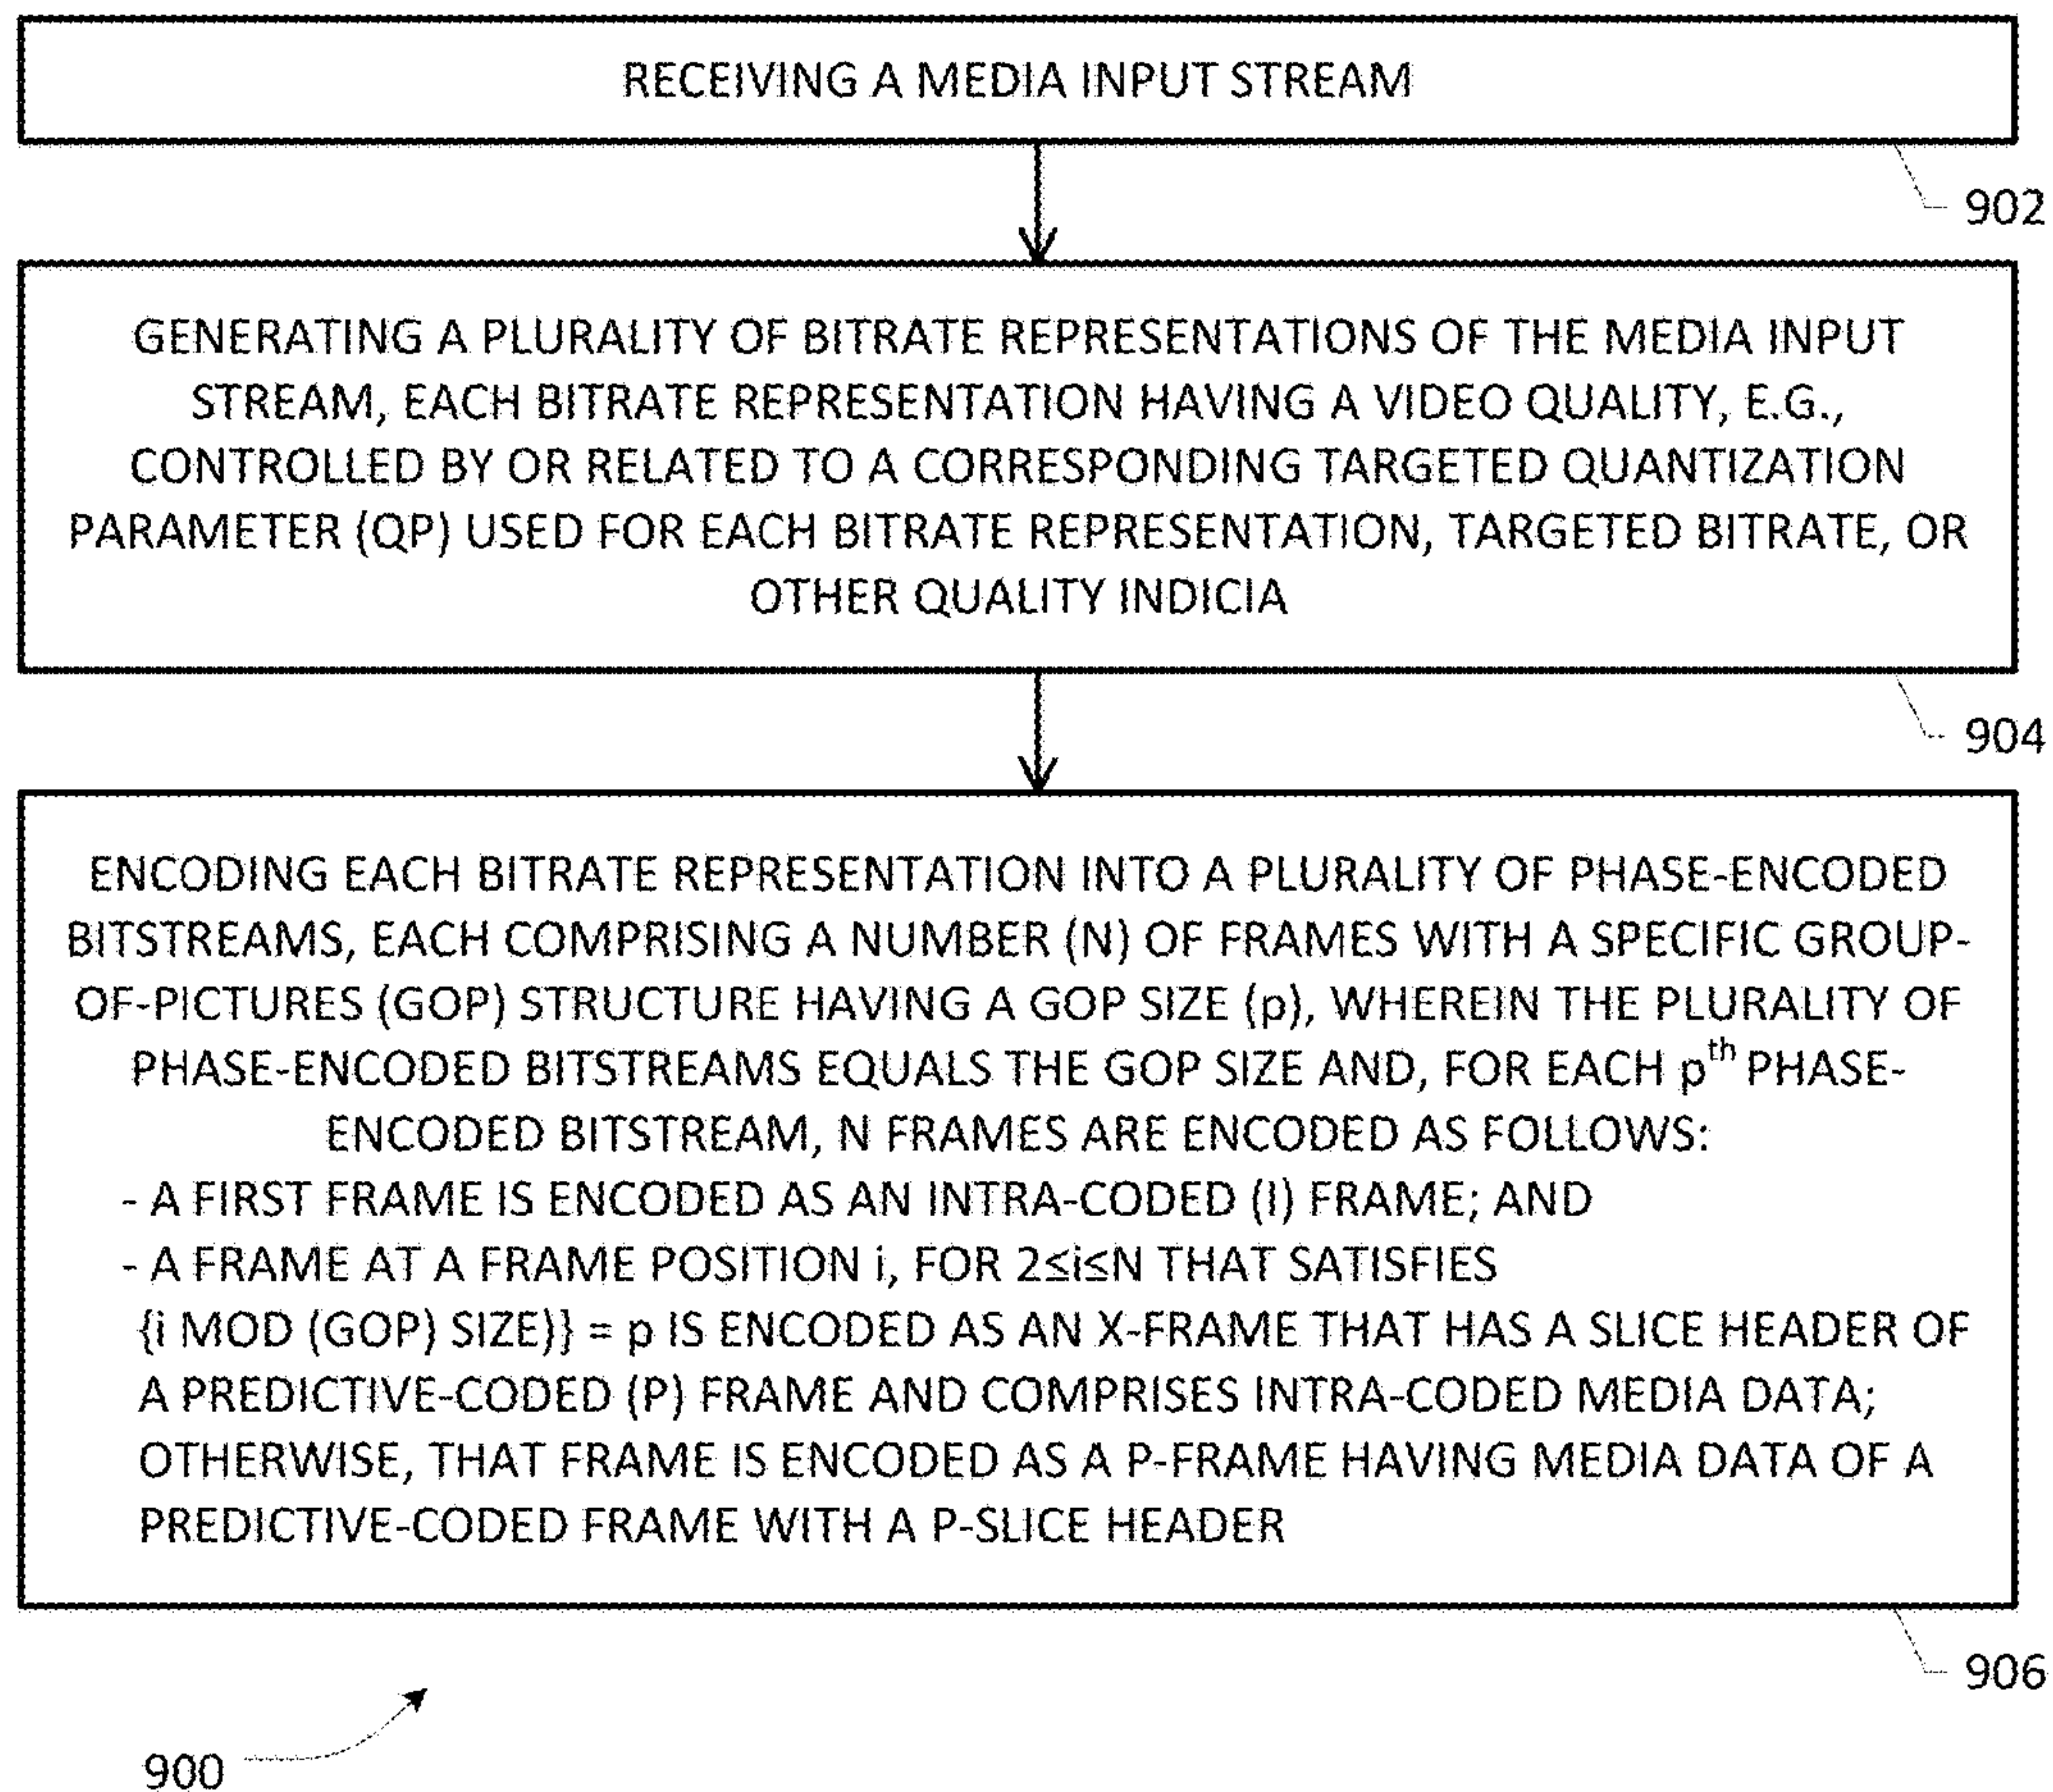 RECEIVING A MEDIA INPUT STREAM
902
GENERATING A PLURALITY OF BITRATE REPRESENTATIONS OF THE MEDIA INPUT
STREAM, EACH BITRATE REPRESENTATION HAVING A VIDEO QUALITY, E.G.,
CONTROLLED BY OR RELATED TO A CORRESPONDING TARGETED QUANTIZATION
PARAMETER (QP) USED FOR EACH BITRATE REPRESENTATION, TARGETED BITRATE, OR
OTHER QUALITY INDICIA
904
ENCODING EACH BITRATE REPRESENTATION INTO A PLURALITY OF PHASE-ENCODED
BITSTREAMS, EACH COMPRISING A NUMBER (N) OF FRAMES WITH A SPECIFIC GROUP-
OF-PICTURES (GOP) STRUCTURE HAVING A GOP SIZE (p), WHEREIN THE PLURALITY OF
PHASE-ENCODED BITSTREAMS EQUALS THE GOP SIZE AND, FOR EACH pth PHASE-
ENCODED BITSTREAM, N FRAMES ARE ENCODED AS FOLLOWS:
- A FIRST FRAME IS ENCODED AS AN INTRA-CODED (I) FRAME; AND
- A FRAME AT A FRAME POSITION i, FOR 2≤i≤N THAT SATISFIES
{i MOD (GOP) SIZE)} = p IS ENCODED AS AN X-FRAME THAT HAS A SLICE HEADER OF
A PREDICTIVE-CODED (P) FRAME AND COMPRISES INTRA-CODED MEDIA DATA;
OTHERWISE, THAT FRAME IS ENCODED AS A P-FRAME HAVING MEDIA DATA OF A
PREDICTIVE-CODED FRAME WITH A P-SLICE HEADER
906
900